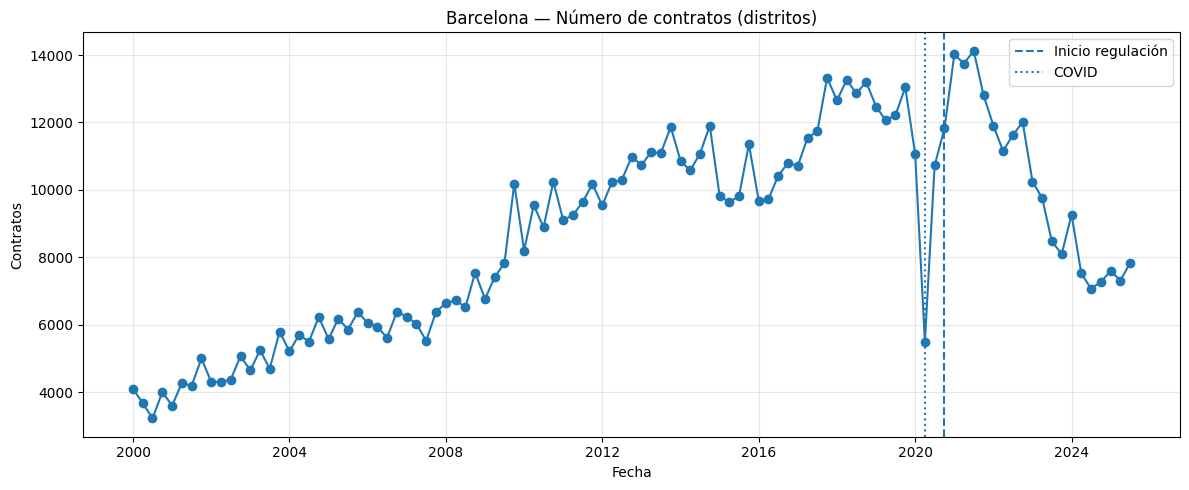 Barcelona — Número de contratos (distritos)
Inicio regulación
COVID
Contratos
14000
12000
10000
8000
6000
4000
2000
2004
2008
2012
2016
2020
2024
Fecha